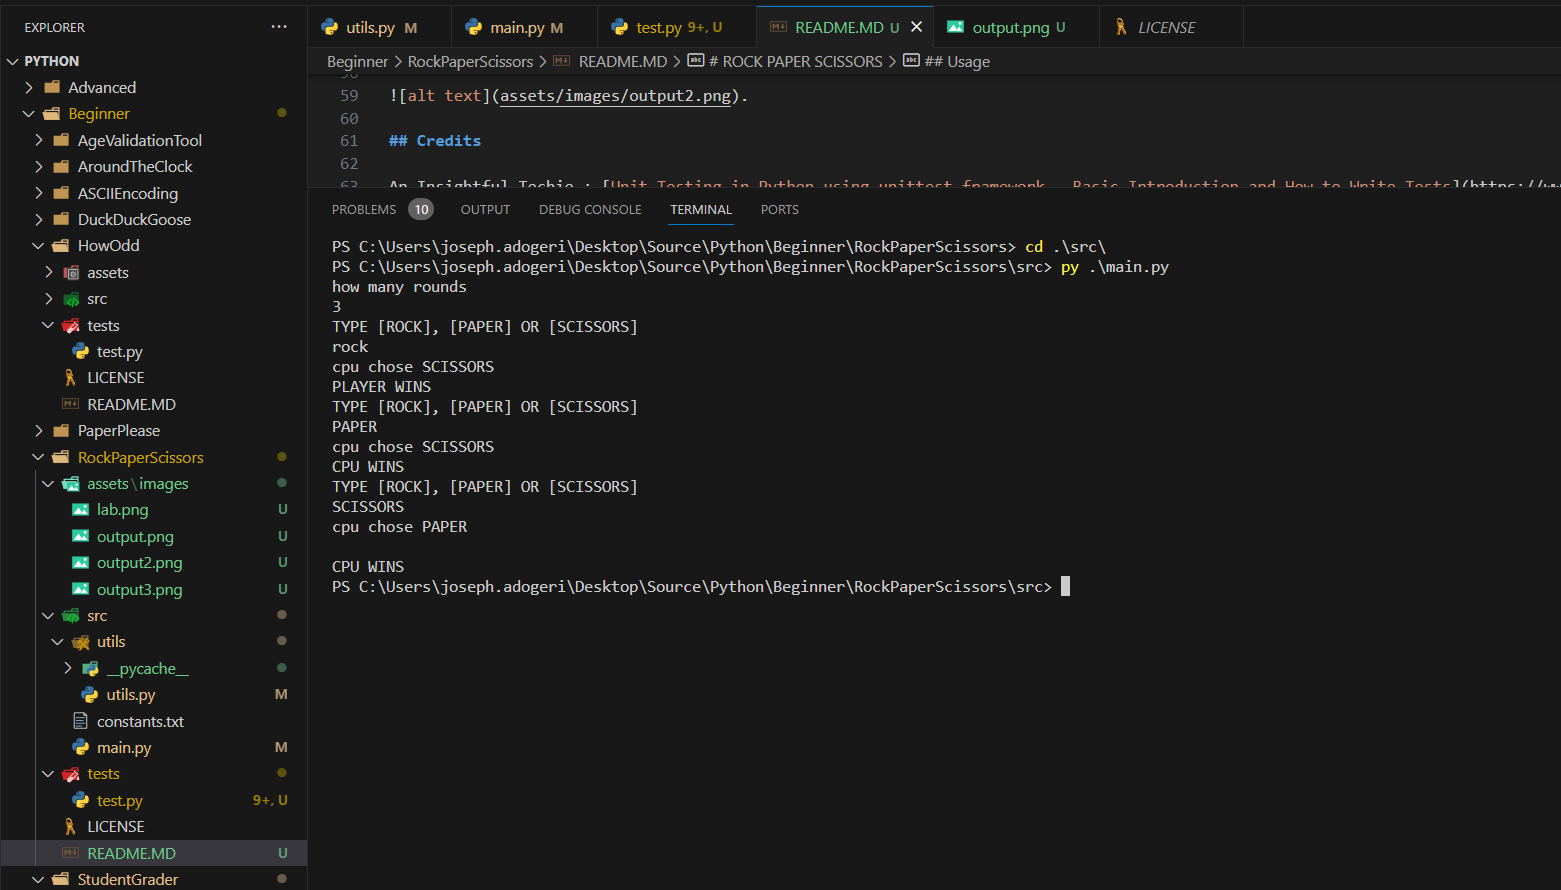 EXPLORER
···
PYTHON
Advanced
Beginner
AgeValidationTool
AroundTheClock
ASCIIEncoding
DuckDuckGoose
HowOdd
assets
src
tests
test.py
LICENSE
README.MD
PaperPlease
RockPaperScissors
assets\images
lab.png U
output.png U
output2.png U
output3.png U
src
utils
__pycache__
utils.py M
constants.txt
main.py M
tests
test.py 9+, U
LICENSE
README.MD U
StudentGrader
utils.py M
main.py M
test.py 9+, U
README.MD U
output.png U
LICENSE
Beginner > RockPaperScissors > README.MD > # ROCK PAPER SCISSORS > ## Usage
58
59 ![alt text](assets/images/output2.png).
60
61 ## Credits
62
63 An Insightful Techie : [Unit Testing in Python using unittest framework - Basic Introduction and How to Write Tests](https://ww
PROBLEMS 10 OUTPUT DEBUG CONSOLE TERMINAL PORTS
PS C:\Users\joseph.adogeri\Desktop\Source\Python\Beginner\RockPaperScissors> cd .\src\
PS C:\Users\joseph.adogeri\Desktop\Source\Python\Beginner\RockPaperScissors\src> py .\main.py
how many rounds
3
TYPE [ROCK], [PAPER] OR [SCISSORS]
rock
cpu chose SCISSORS
PLAYER WINS
TYPE [ROCK], [PAPER] OR [SCISSORS]
PAPER
cpu chose SCISSORS
CPU WINS
TYPE [ROCK], [PAPER] OR [SCISSORS]
SCISSORS
cpu chose PAPER
CPU WINS
PS C:\Users\joseph.adogeri\Desktop\Source\Python\Beginner\RockPaperScissors\src>